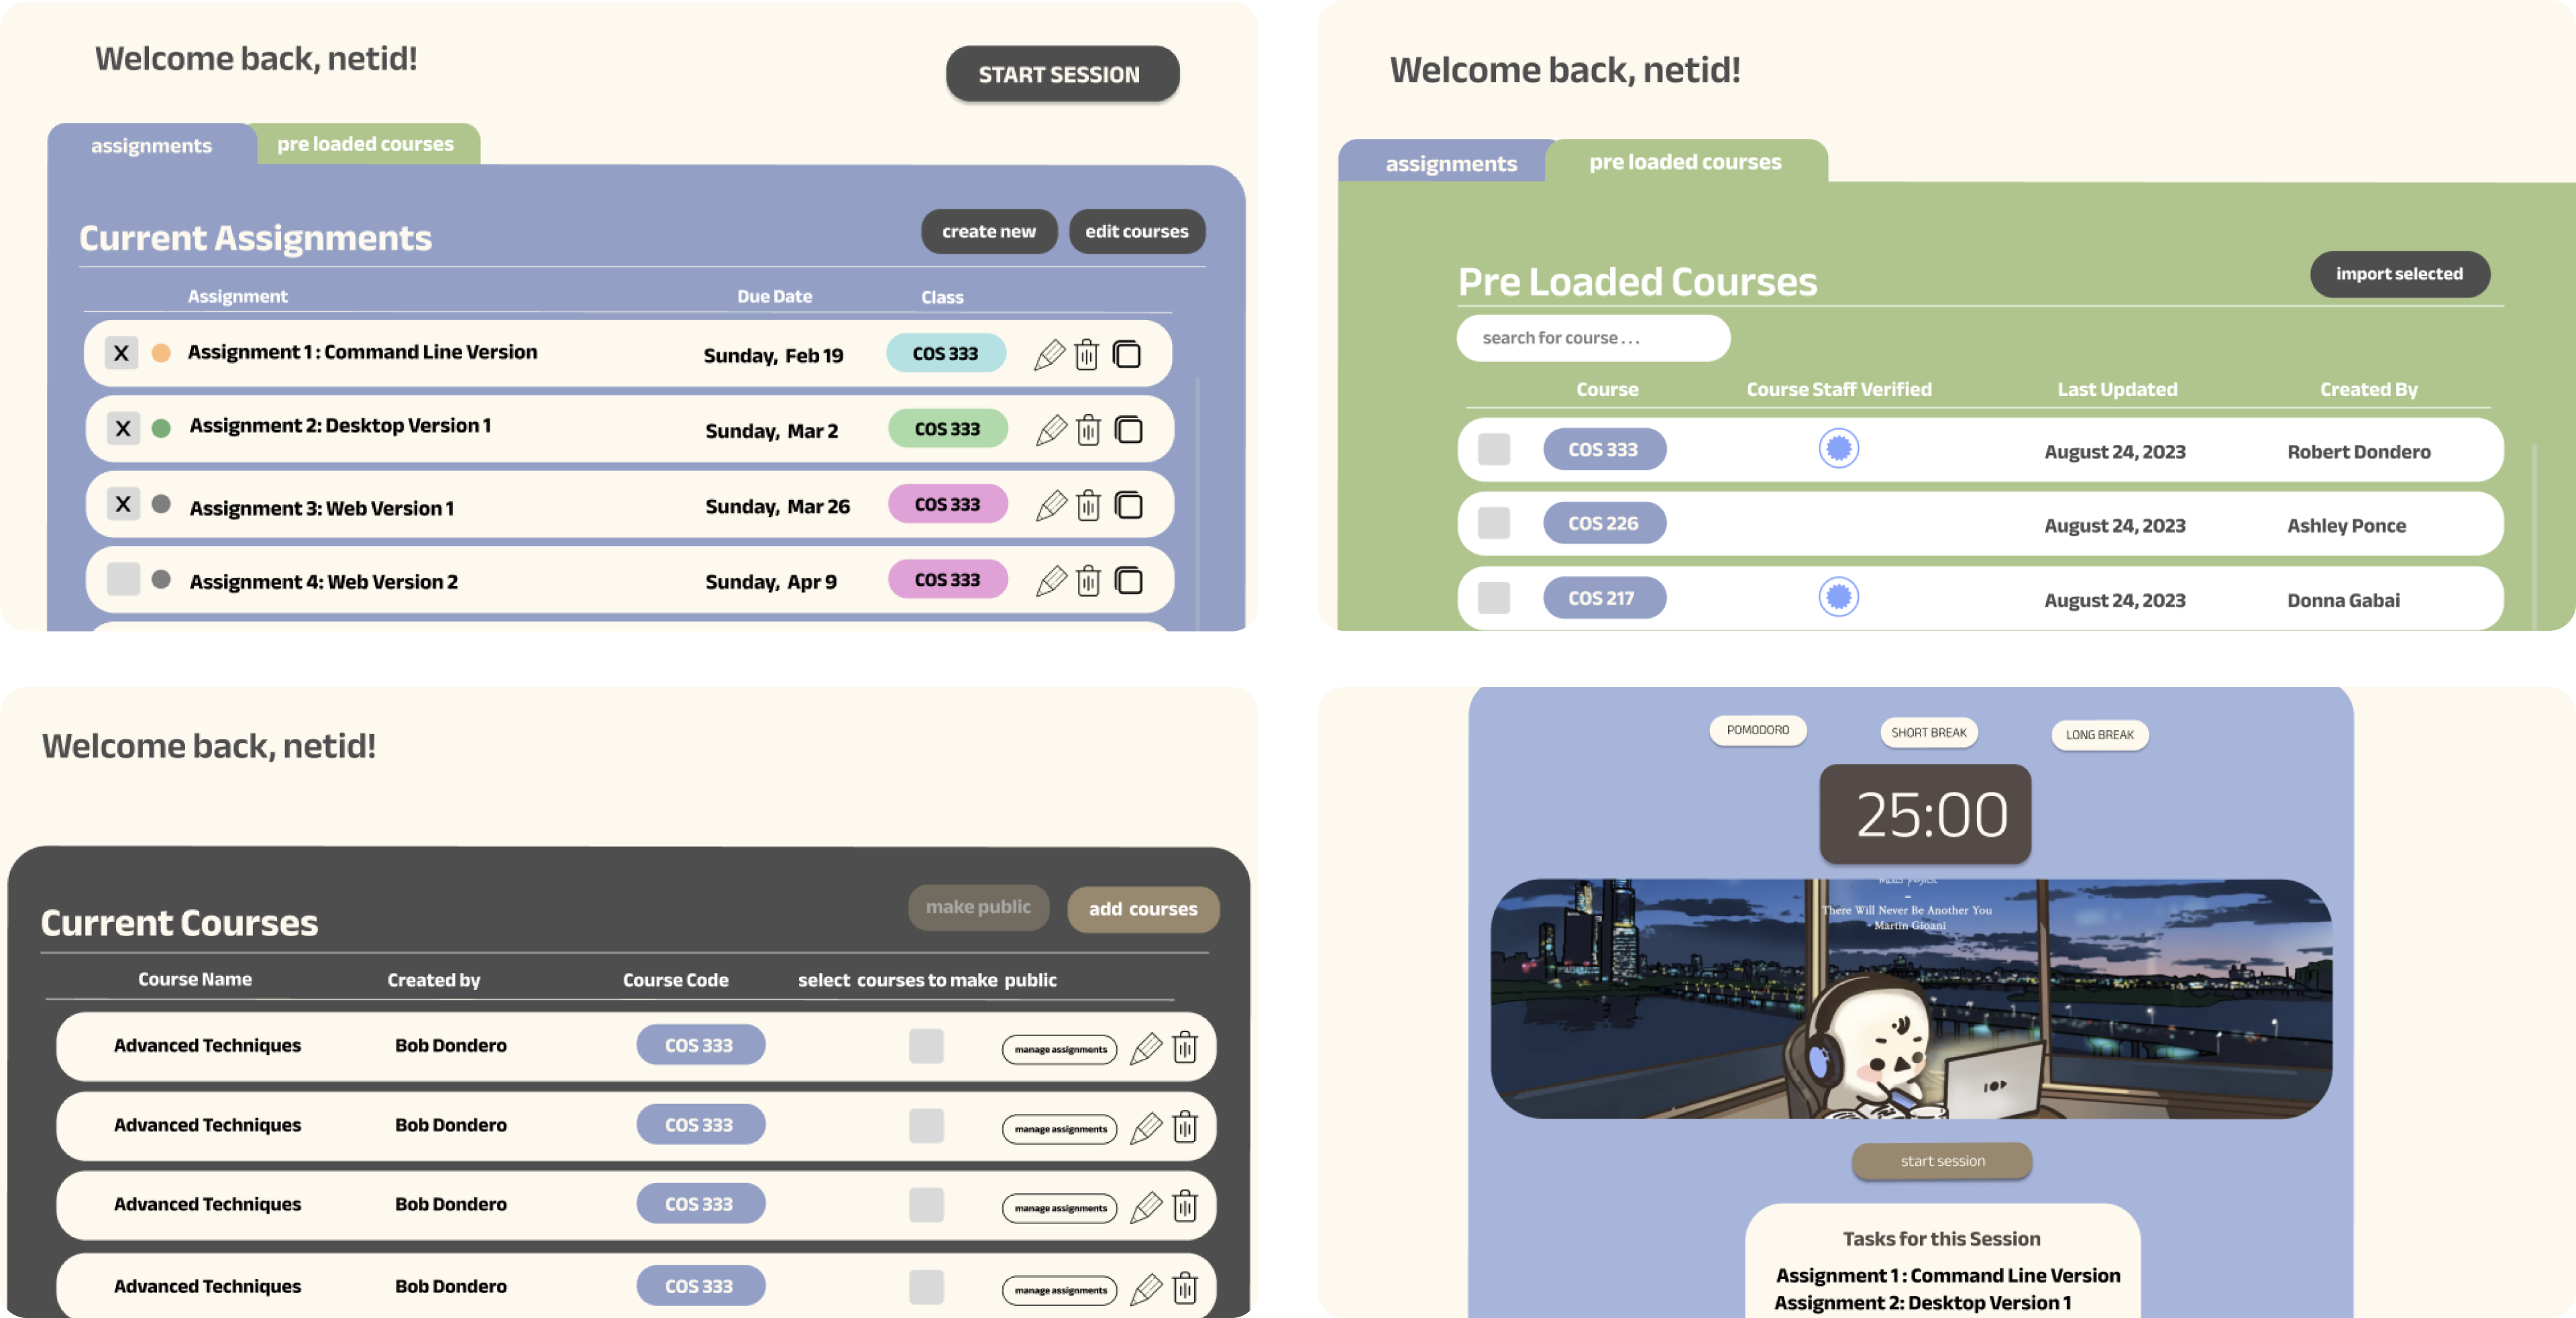 Welcome back, netid!
START SESSION
assignments
pre loaded courses
Current Assignments
create new
edit courses
Assignment Due Date Class
X Assignment 1 : Command Line Version Sunday, Feb 19 COS 333
X Assignment 2: Desktop Version 1 Sunday, Mar 2 COS 333
X Assignment 3: Web Version 1 Sunday, Mar 26 COS 333
Assignment 4: Web Version 2 Sunday, Apr 9 COS 333
Welcome back, netid!
assignments
pre loaded courses
Pre Loaded Courses
import selected
search for course . . .
Course Course Staff Verified Last Updated Created By
COS 333 August 24, 2023 Robert Dondero
COS 226 August 24, 2023 Ashley Ponce
COS 217 August 24, 2023 Donna Gabai
Welcome back, netid!
Current Courses
make public
add courses
Course Name Created by Course Code select courses to make public
Advanced Techniques Bob Dondero COS 333 manage assignments
Advanced Techniques Bob Dondero COS 333 manage assignments
Advanced Techniques Bob Dondero COS 333 manage assignments
Advanced Techniques Bob Dondero COS 333 manage assignments
POMODORO
SHORT BREAK
LONG BREAK
25:00
There Will Never Be Another You
- Martin Gioani
start session
Tasks for this Session
Assignment 1 : Command Line Version
Assignment 2: Desktop Version 1